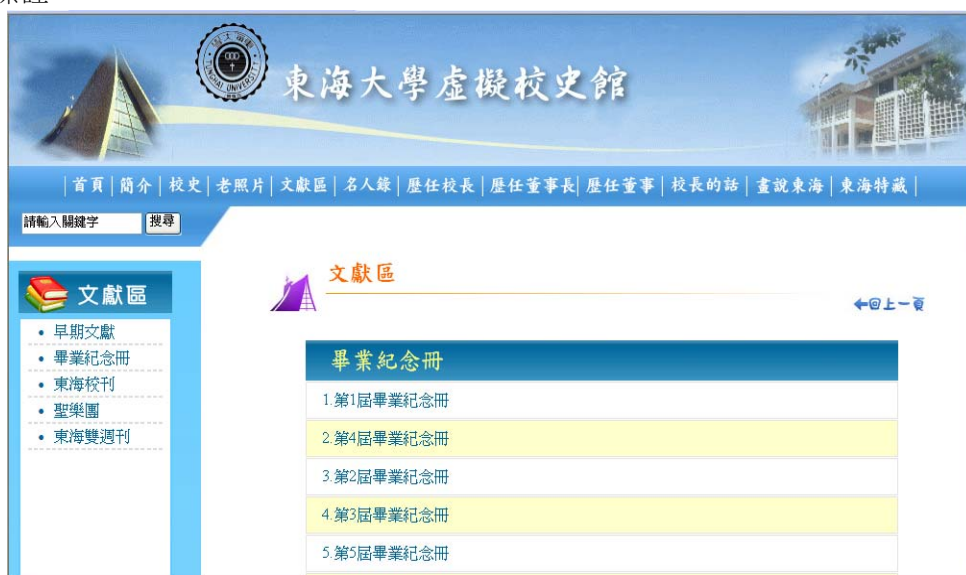 東海大學虛擬校史館
|首頁|簡介|校史|老照片|文獻區|名人錄|歷任校長|歷任董事長|歷任董事|校長的話|畫說東海|東海特藏|
請輸入關鍵字 搜尋
文獻區
• 早期文獻
• 畢業紀念冊
• 東海校刊
• 聖樂團
• 東海雙週刊
文獻區
回上一頁
畢業紀念冊
1.第1屆畢業紀念冊
2.第4屆畢業紀念冊
3.第2屆畢業紀念冊
4.第3屆畢業紀念冊
5.第5屆畢業紀念冊